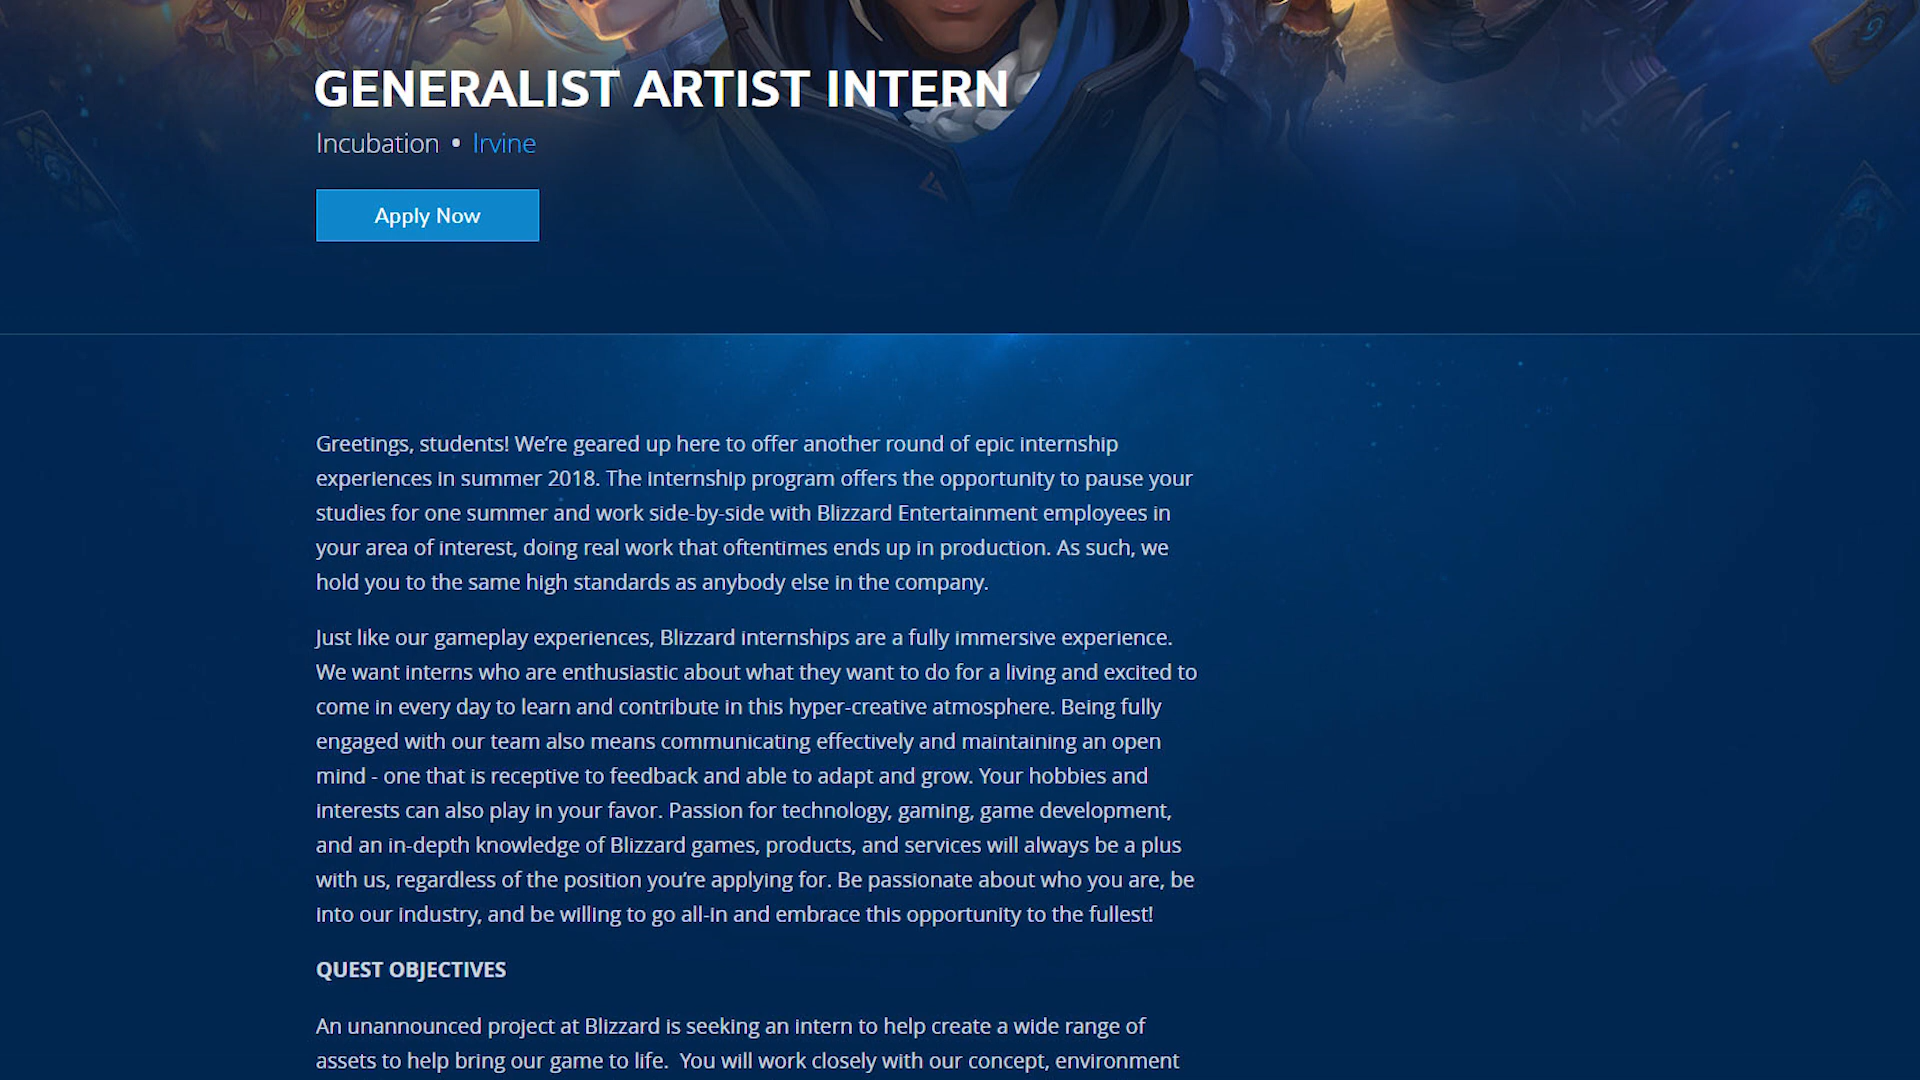 GENERALIST ARTIST INTERN
Incubation • Irvine
Apply Now
Greetings, students! We’re geared up here to offer another round of epic internship
experiences in summer 2018. The internship program offers the opportunity to pause your
studies for one summer and work side-by-side with Blizzard Entertainment employees in
your area of interest, doing real work that oftentimes ends up in production. As such, we
hold you to the same high standards as anybody else in the company.
Just like our gameplay experiences, Blizzard internships are a fully immersive experience.
We want interns who are enthusiastic about what they want to do for a living and excited to
come in every day to learn and contribute in this hyper-creative atmosphere. Being fully
engaged with our team also means communicating effectively and maintaining an open
mind - one that is receptive to feedback and able to adapt and grow. Your hobbies and
interests can also play in your favor. Passion for technology, gaming, game development,
and an in-depth knowledge of Blizzard games, products, and services will always be a plus
with us, regardless of the position you’re applying for. Be passionate about who you are, be
into our industry, and be willing to go all-in and embrace this opportunity to the fullest!
QUEST OBJECTIVES
An unannounced project at Blizzard is seeking an intern to help create a wide range of
assets to help bring our game to life.  You will work closely with our concept, environment